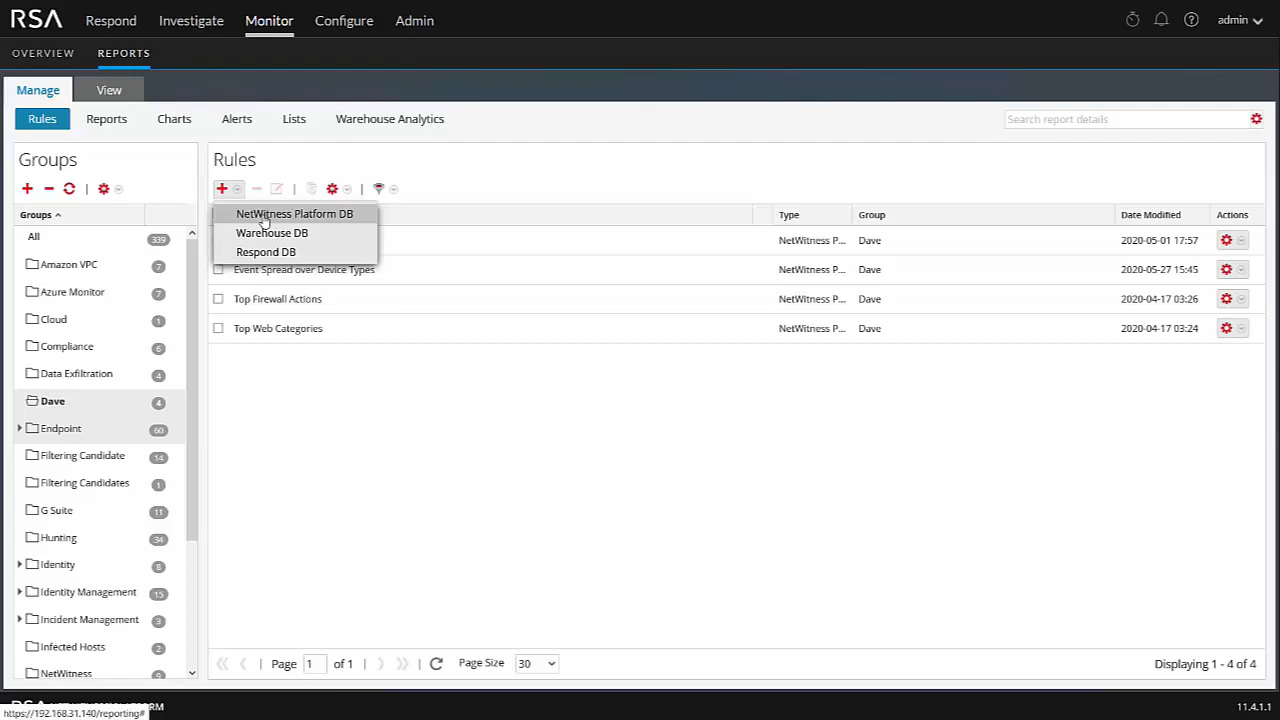 RSA Respond Investigate Monitor Configure Admin admin
OVERVIEW REPORTS
Manage View
Rules Reports Charts Alerts Lists Warehouse Analytics Search report details
Groups
Groups
All 339
Amazon VPC 7
Azure Monitor 7
Cloud 1
Compliance 6
Data Exfiltration 4
Dave 4
Endpoint 60
Filtering Candidate 14
Filtering Candidates 1
G Suite 11
Hunting 34
Identity 8
Identity Management 15
Incident Management 3
Infected Hosts 2
NetWitness
Rules
NetWitness Platform DB
Warehouse DB
Respond DB
Type Group Date Modified Actions
NetWitness P... Dave 2020-05-01 17:57
Event Spread over Device Types NetWitness P... Dave 2020-05-27 15:45
Top Firewall Actions NetWitness P... Dave 2020-04-17 03:26
Top Web Categories NetWitness P... Dave 2020-04-17 03:24
Page 1 of 1 Page Size 30 Displaying 1 - 4 of 4
https://192.168.31.140/reporting#
11.4.1.1